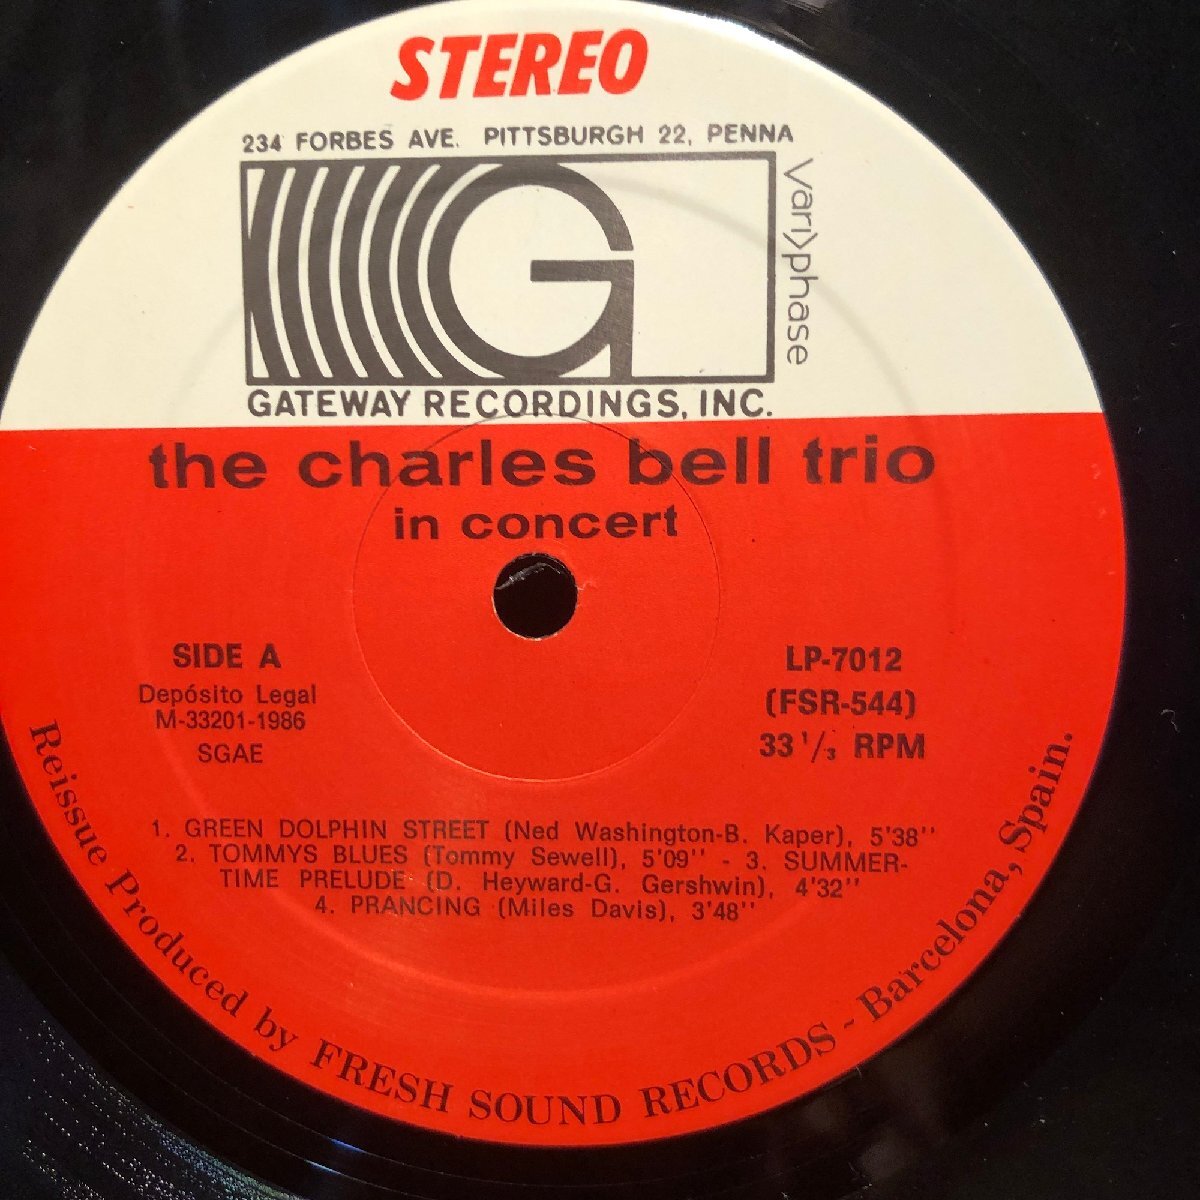 STEREO
234 FORBES AVE. PITTSBURGH 22, PENNA
vari>phase
G
GATEWAY RECORDINGS, INC.
the charles bell trio
in concert
SIDE A
Depósito Legal
M-33201-1986
SGAE
LP-7012
(FSR-544)
33 1/3 RPM
1. GREEN DOLPHIN STREET (Ned Washington-B. Kaper), 5'38''
2. TOMMYS BLUES (Tommy Sewell), 5'09'' - 3. SUMMER-
TIME PRELUDE (D. Heyward-G. Gershwin), 4'32''
4. PRANCING (Miles Davis), 3'48''
Reissue Produced by FRESH SOUND RECORDS - Barcelona, Spain.